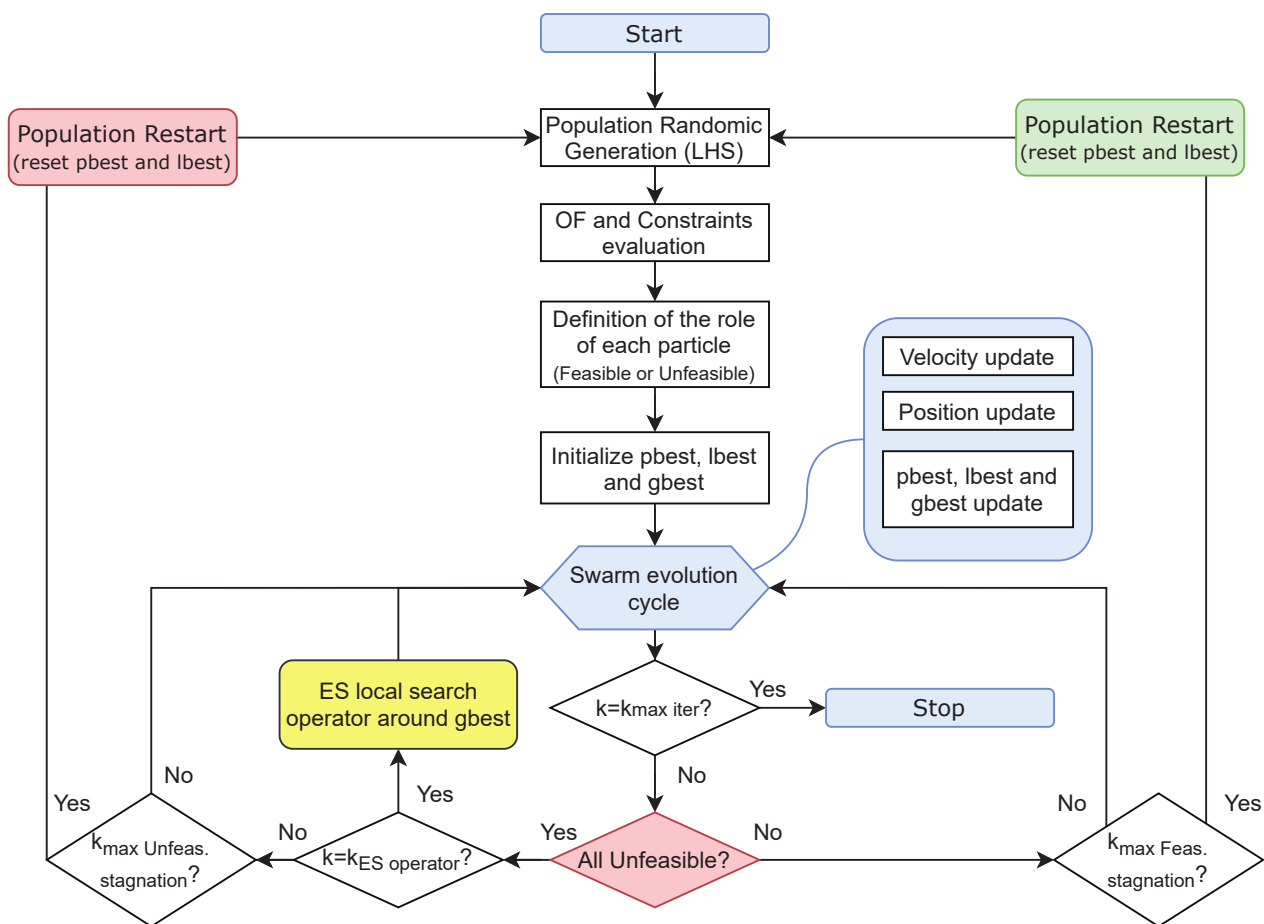 Start
Population Restart
(reset pbest and lbest)
Population Randomic
Generation (LHS)
Population Restart
(reset pbest and lbest)
OF and Constraints
evaluation
Definition of the role
of each particle
(Feasible or Unfeasible)
Velocity update
Position update
pbest, lbest and
gbest update
Initialize pbest, lbest
and gbest
Swarm evolution
cycle
ES local search
operator around gbest
k=kmax iter?
Yes
Stop
No
No
Yes
Yes
No
Yes
No
Yes
No
kmax Unfeas.
stagnation?
k=kES operator?
All Unfeasible?
kmax Feas.
stagnation?